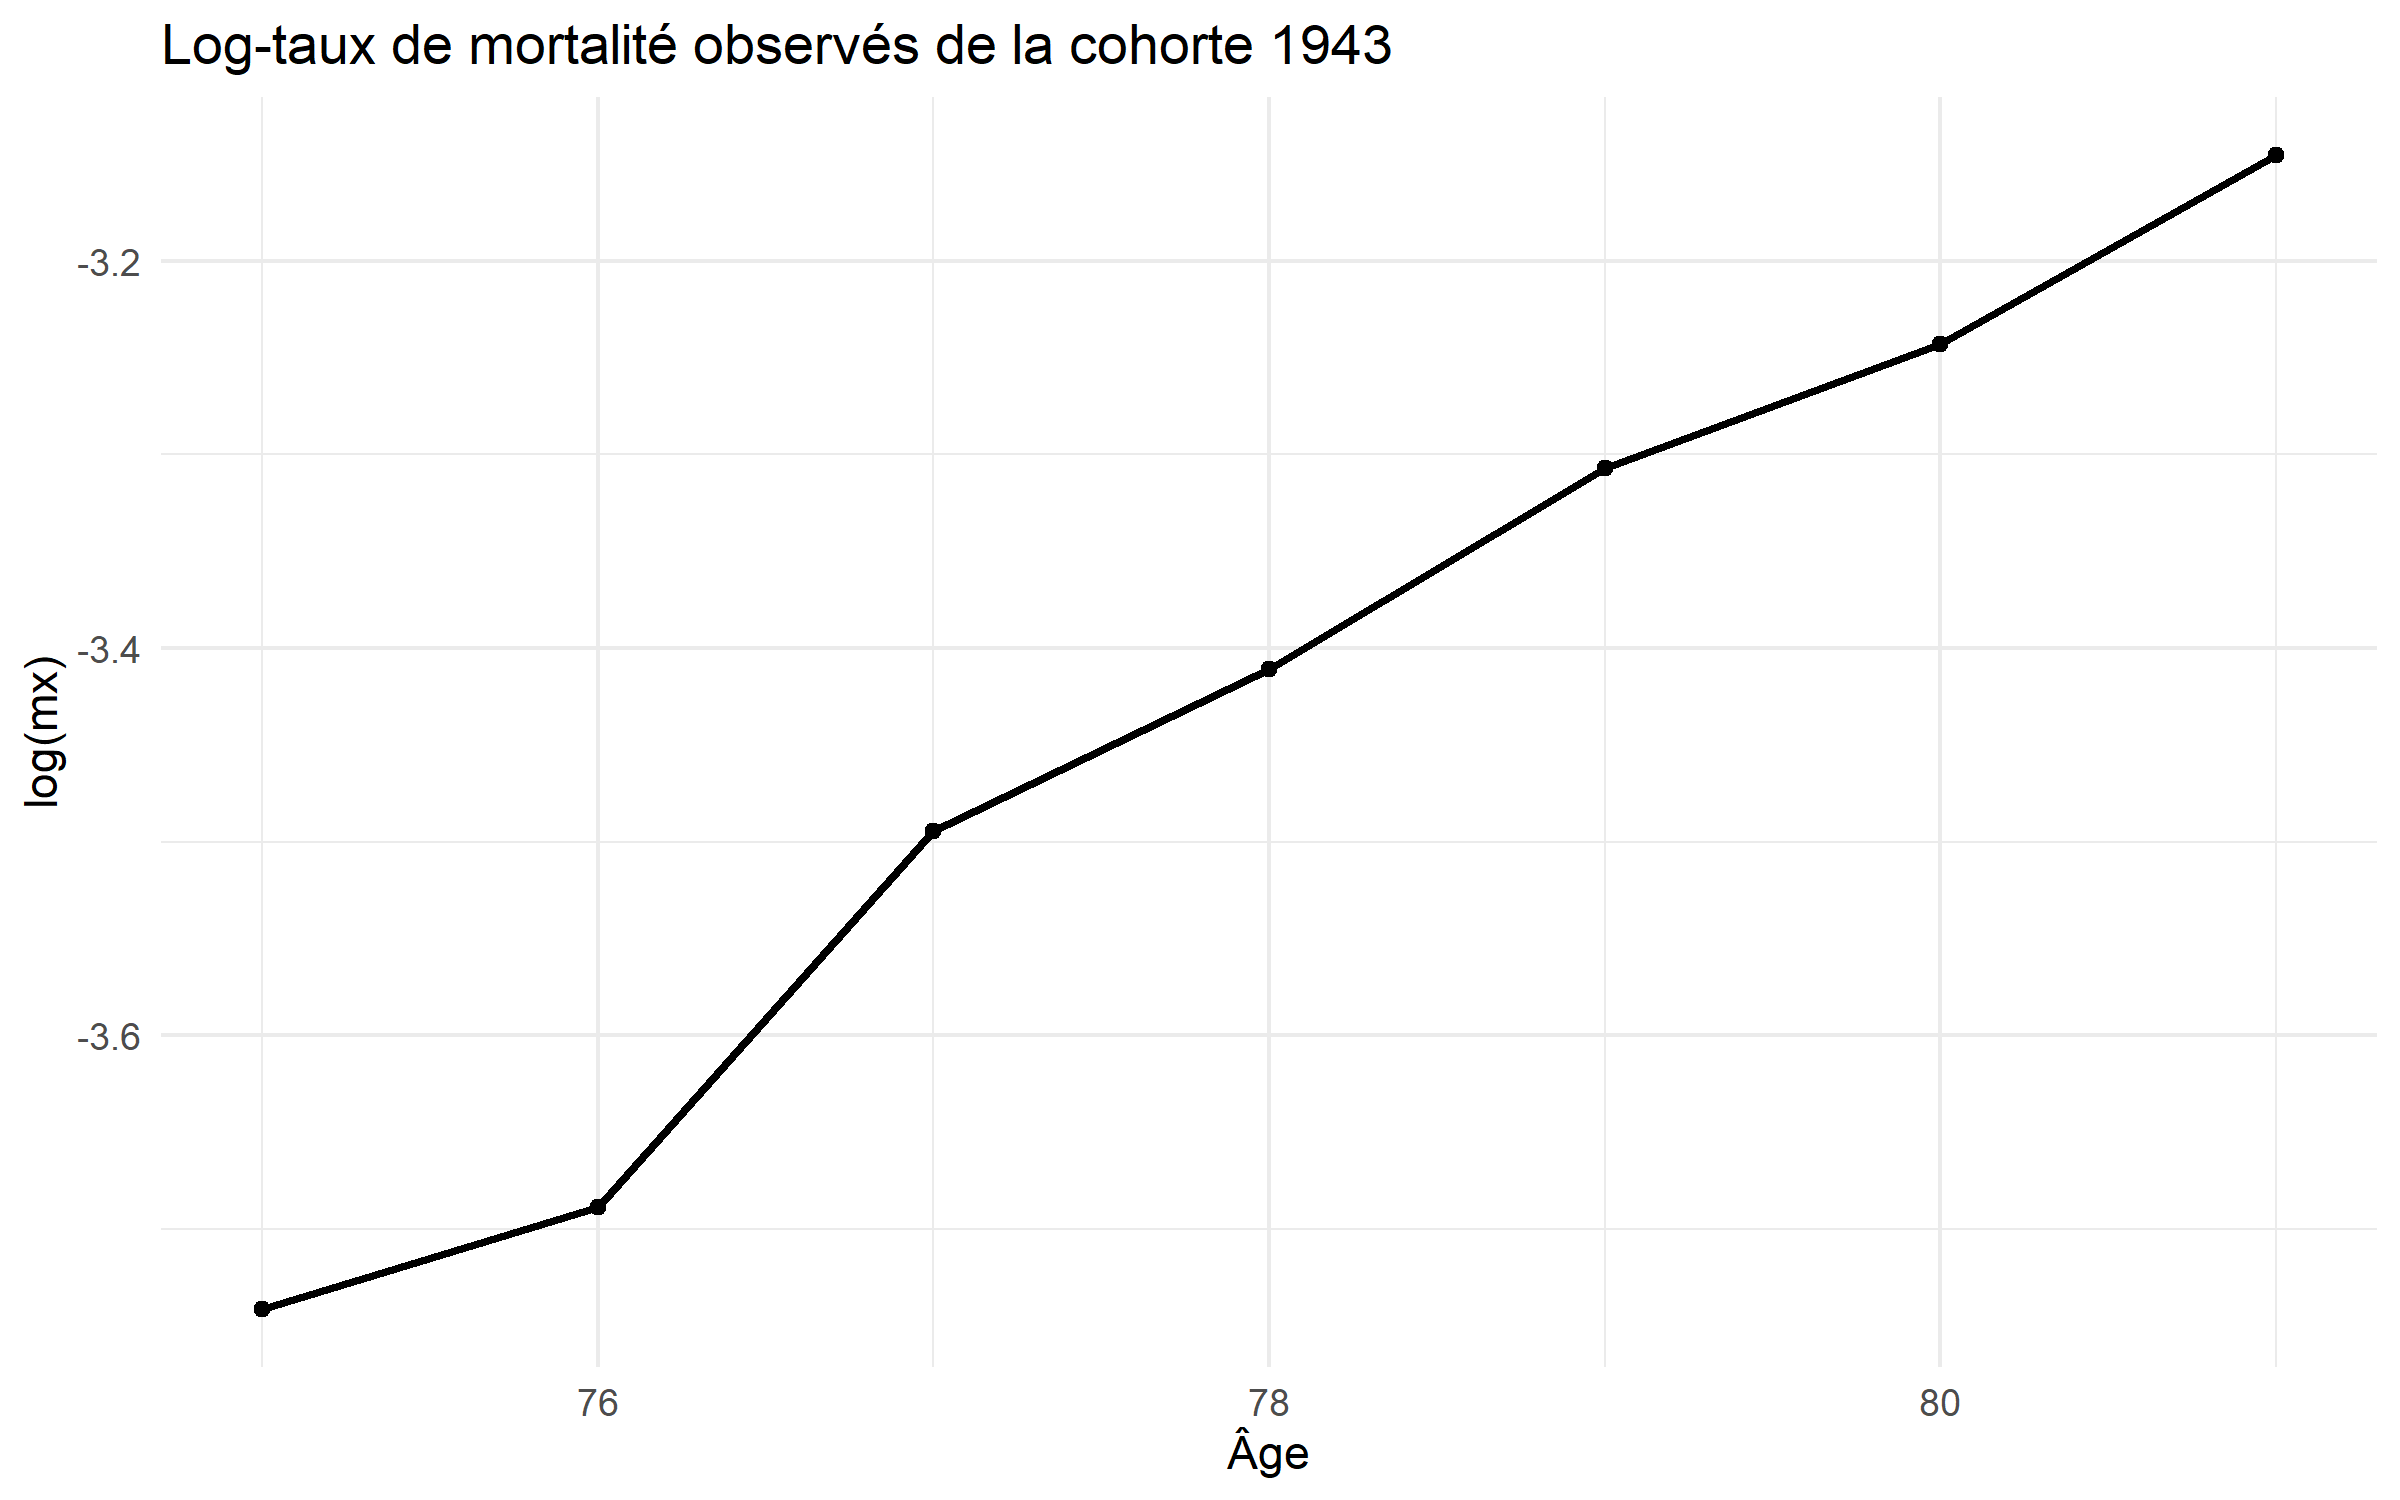 Log-taux de mortalité observés de la cohorte 1943
-3.2
-3.4
-3.6
log(mx)
76
78
80
Âge